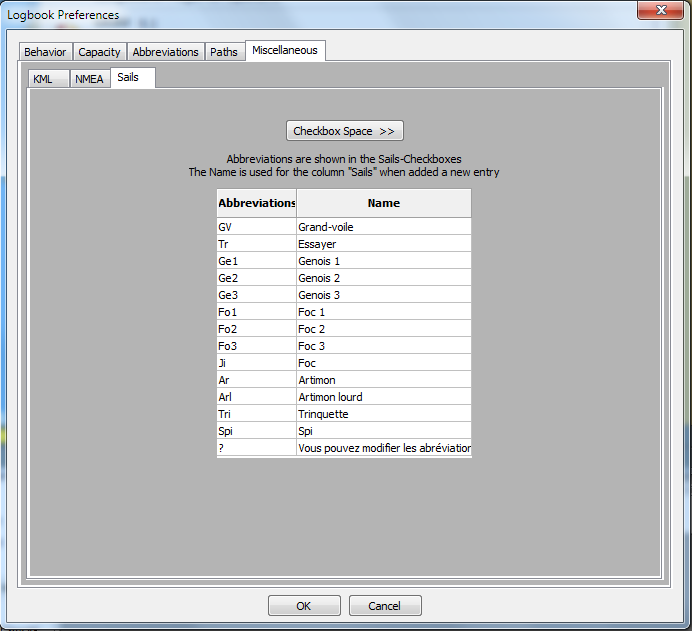 Logbook Preferences
Behavior Capacity Abbreviations Paths Miscellaneous
KML NMEA Sails
Checkbox Space >>
Abbreviations are shown in the Sails-Checkboxes
The Name is used for the column "Sails" when added a new entry
Abbreviations Name
GV Grand-voile
Tr Essayer
Ge1 Genois 1
Ge2 Genois 2
Ge3 Genois 3
Fo1 Foc 1
Fo2 Foc 2
Fo3 Foc 3
Ji Foc
Ar Artimon
Arl Artimon lourd
Tri Trinquette
Spi Spi
? Vous pouvez modifier les abréviation
OK Cancel